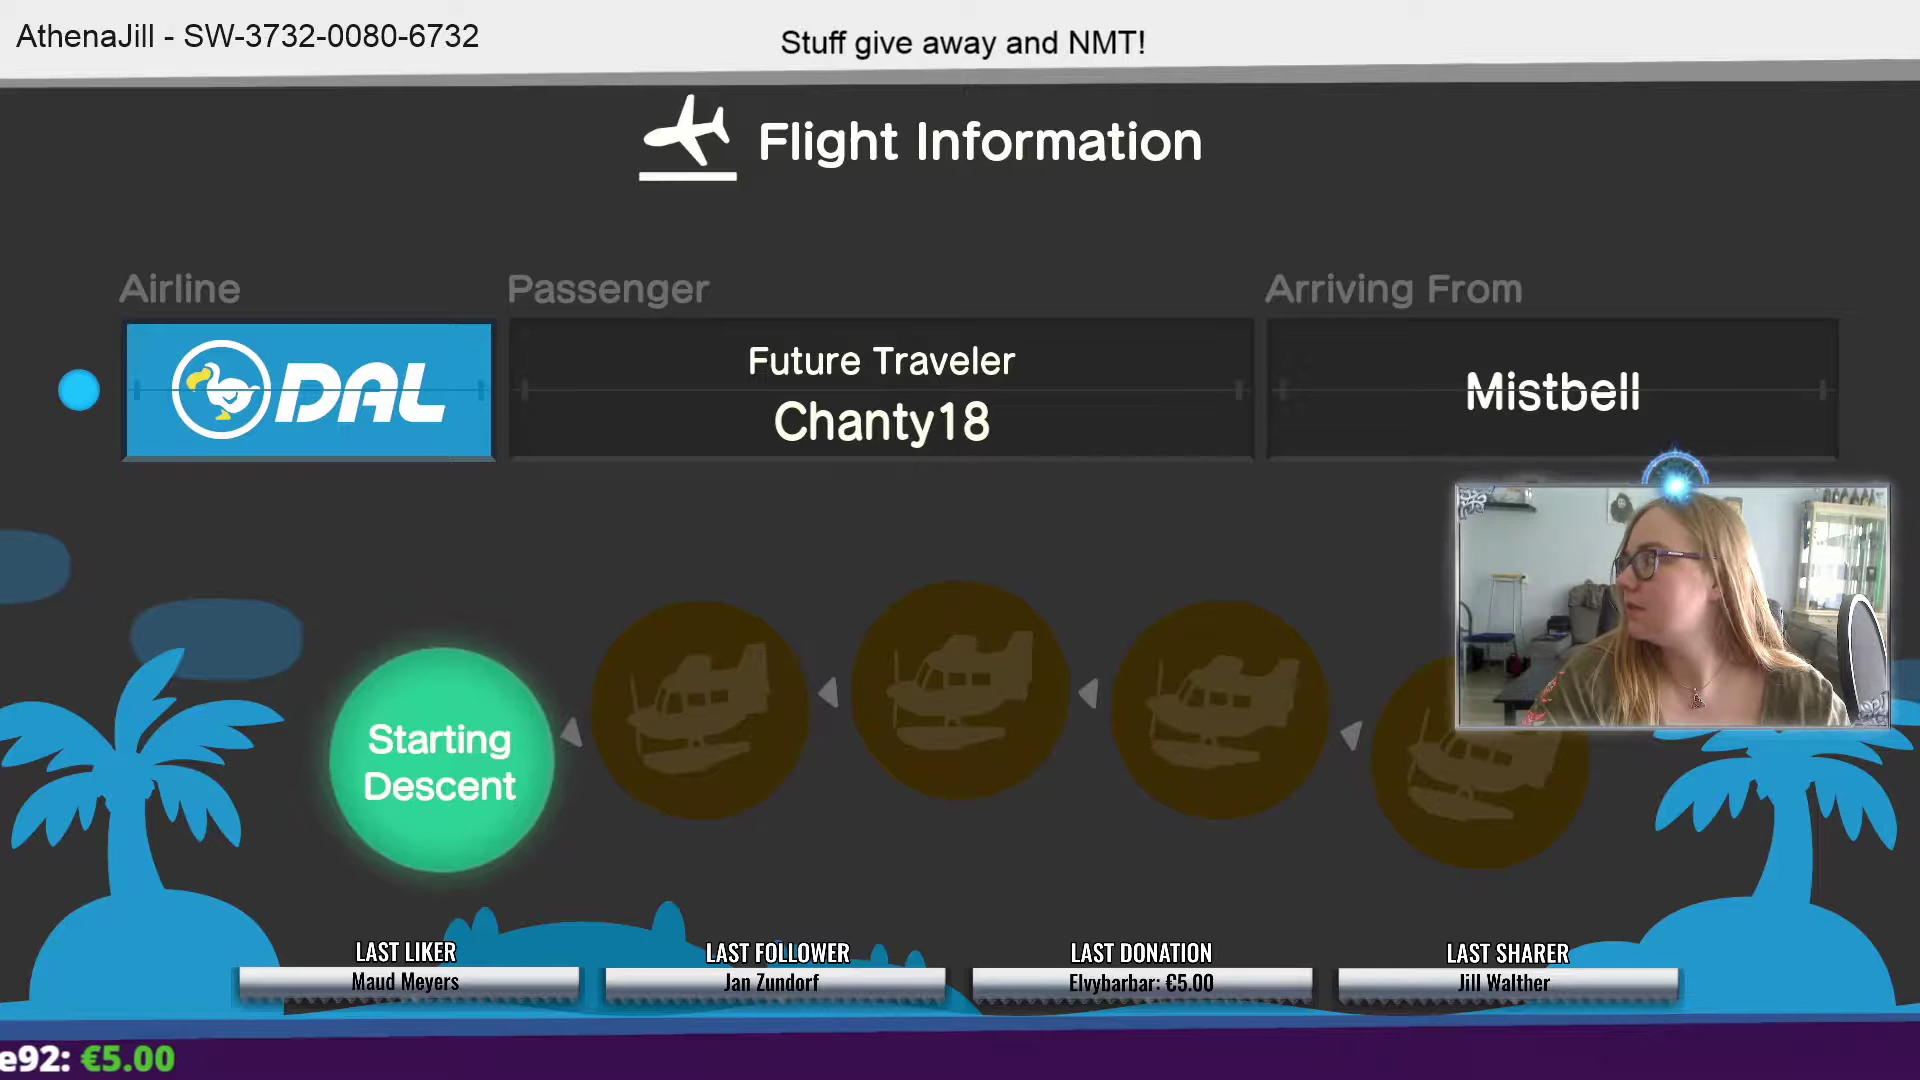 AthenaJill - SW-3732-0080-6732
Stuff give away and NMT!
Flight Information
Airline
Passenger
Arriving From
DAL
Future Traveler
Chanty18
Mistbell
Starting
Descent
LAST LIKER
Maud Meyers
LAST FOLLOWER
Jan Zundorf
LAST DONATION
Elvybarbar: €5.00
LAST SHARER
Jill Walther
e92: €5.00